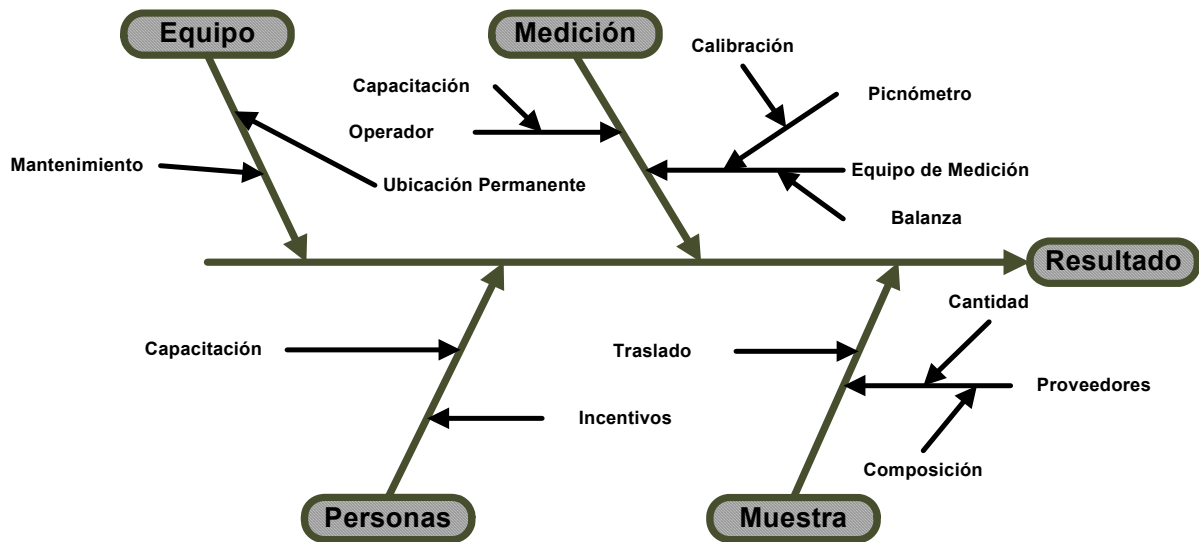 Equipo
Medición
Calibración
Capacitación
Picnómetro
Operador
Mantenimiento
Ubicación Permanente
Equipo de Medición
Balanza
Resultado
Cantidad
Capacitación
Traslado
Proveedores
Incentivos
Composición
Personas
Muestra